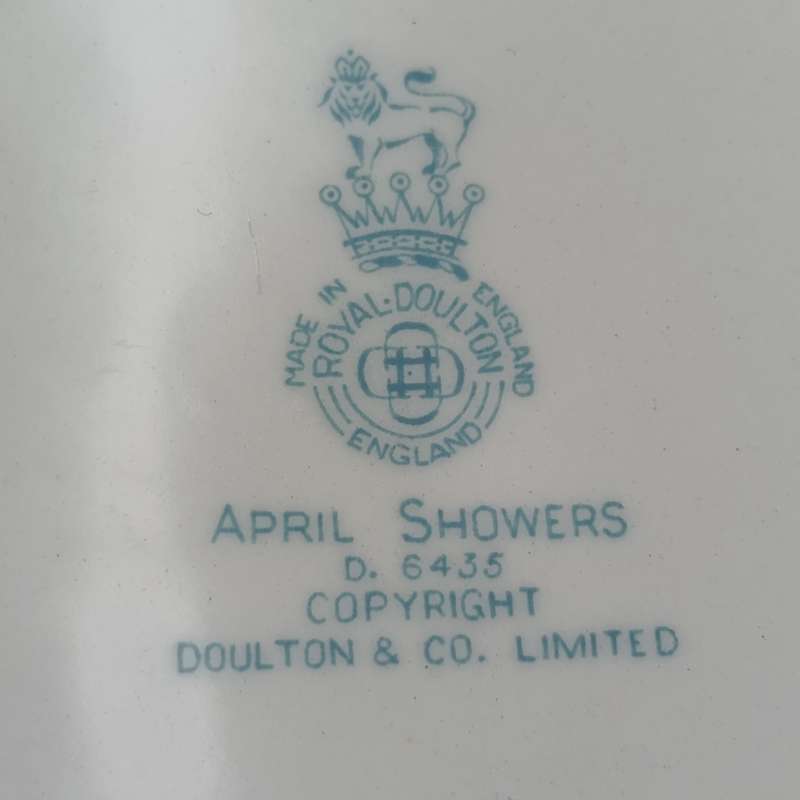 MADE IN ENGLAND
ROYAL·DOULTON
ENGLAND
APRIL SHOWERS
D. 6435
COPYRIGHT
DOULTON & CO. LIMITED